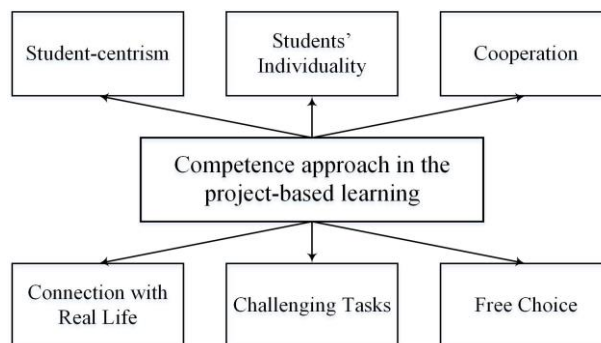 Student-centrism
Students'
Individuality
Cooperation
Competence approach in the
project-based learning
Connection with
Real Life
Challenging Tasks
Free Choice